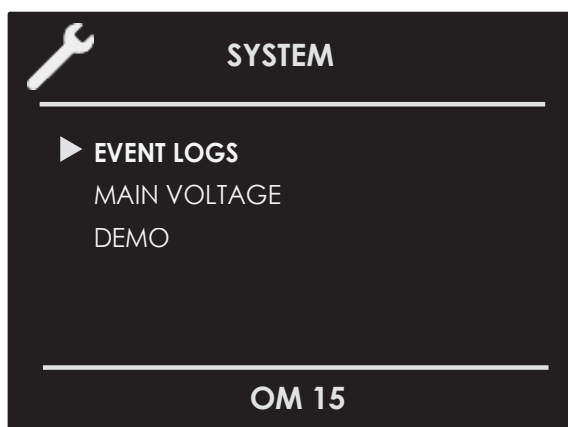 SYSTEM
EVENT LOGS
MAIN VOLTAGE
DEMO
OM 15